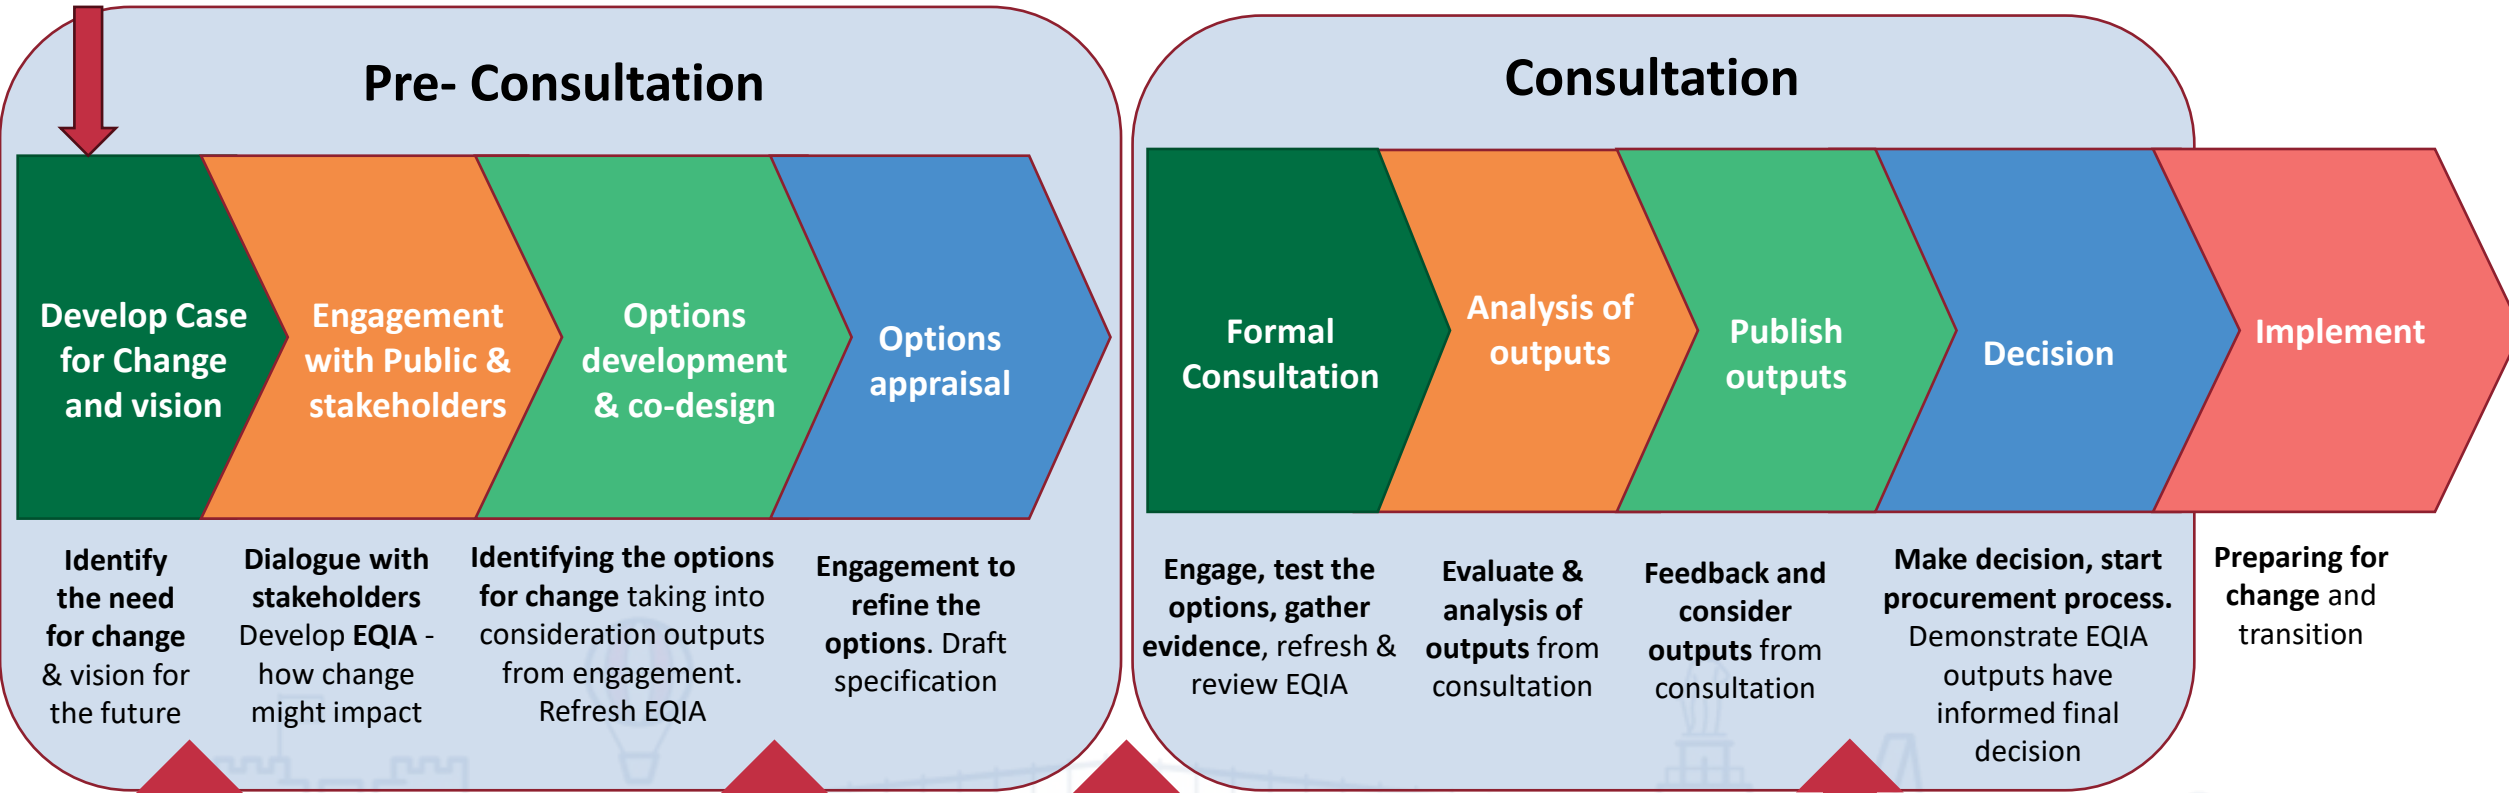 Pre- Consultation
Develop Case
for Change
and vision
Engagement
with Public &
stakeholders
Options
development
& co-design
Options
appraisal
Identify
the need
for change
& vision for
the future
Dialogue with
stakeholders
Develop EQIA -
how change
might impact
Identifying the options
for change taking into
consideration outputs
from engagement.
Refresh EQIA
Engagement to
refine the
options. Draft
specification
Consultation
Formal
Consultation
Analysis of
outputs
Publish
outputs
Decision
Implement
Engage, test the
options, gather
evidence, refresh &
review EQIA
Evaluate &
analysis of
outputs from
consultation
Feedback and
consider
outputs from
consultation
Make decision, start
procurement process.
Demonstrate EQIA
outputs have
informed final
decision
Preparing for
change and
transition